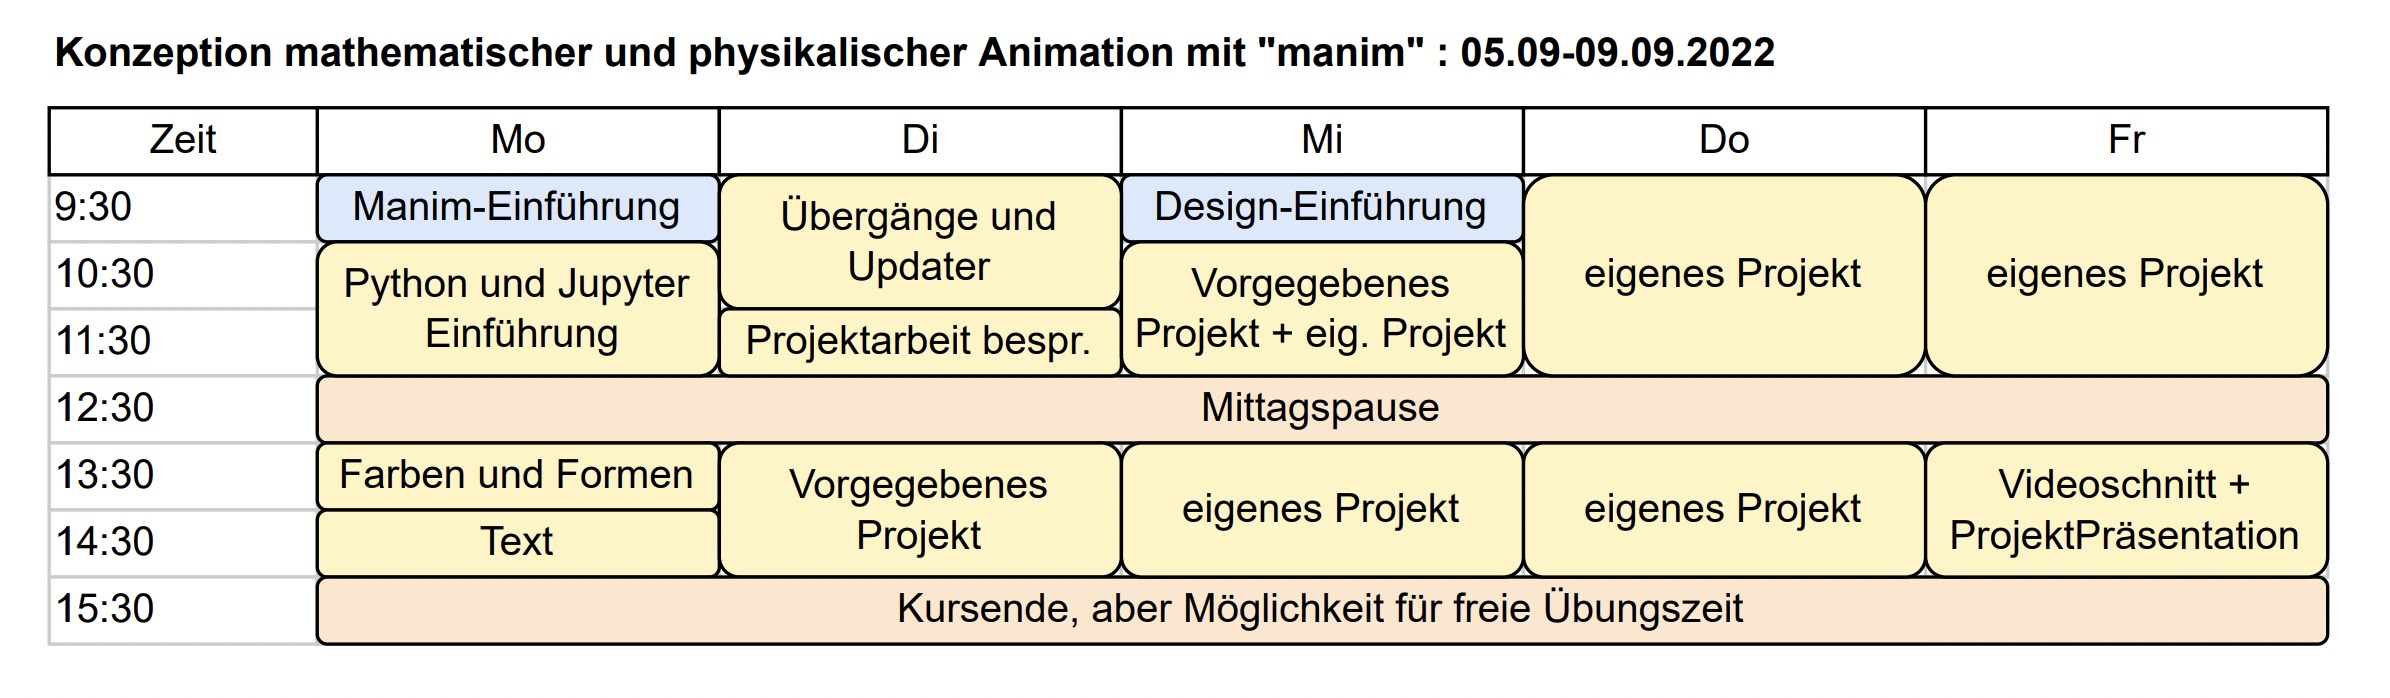 Konzeption mathematischer und physikalischer Animation mit "manim" : 05.09-09.09.2022
Zeit Mo Di Mi Do Fr
9:30
Manim-Einführung
Übergänge und
Updater
Design-Einführung
eigenes Projekt
eigenes Projekt
10:30
Python und Jupyter
Einführung
Vorgegebenes
Projekt + eig. Projekt
11:30
Projektarbeit bespr.
12:30
Mittagspause
13:30
Farben und Formen
Vorgegebenes
Projekt
eigenes Projekt
eigenes Projekt
Videoschnitt +
ProjektPräsentation
14:30
Text
15:30
Kursende, aber Möglichkeit für freie Übungszeit